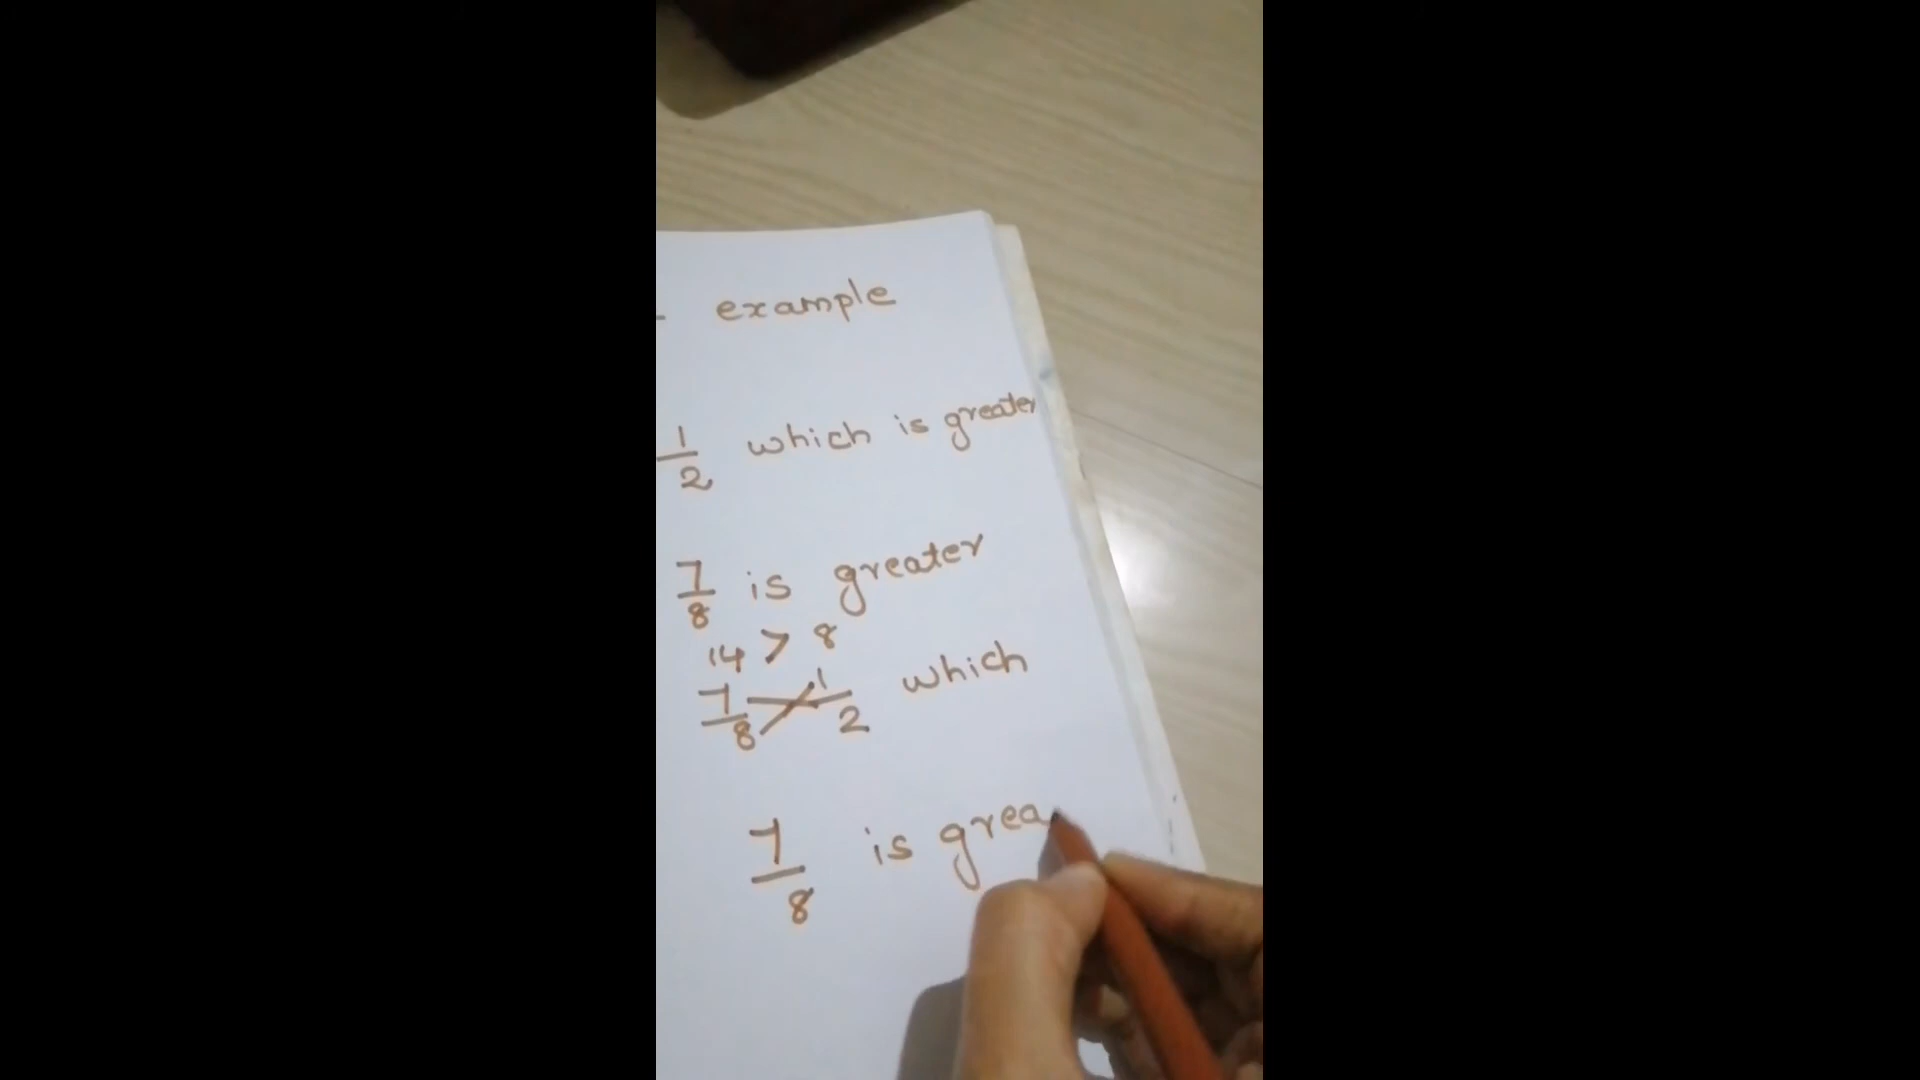 example
1/2 which is greater
7/8 is greater
14 > 8
7/8 1/2 which
7/8 is grea